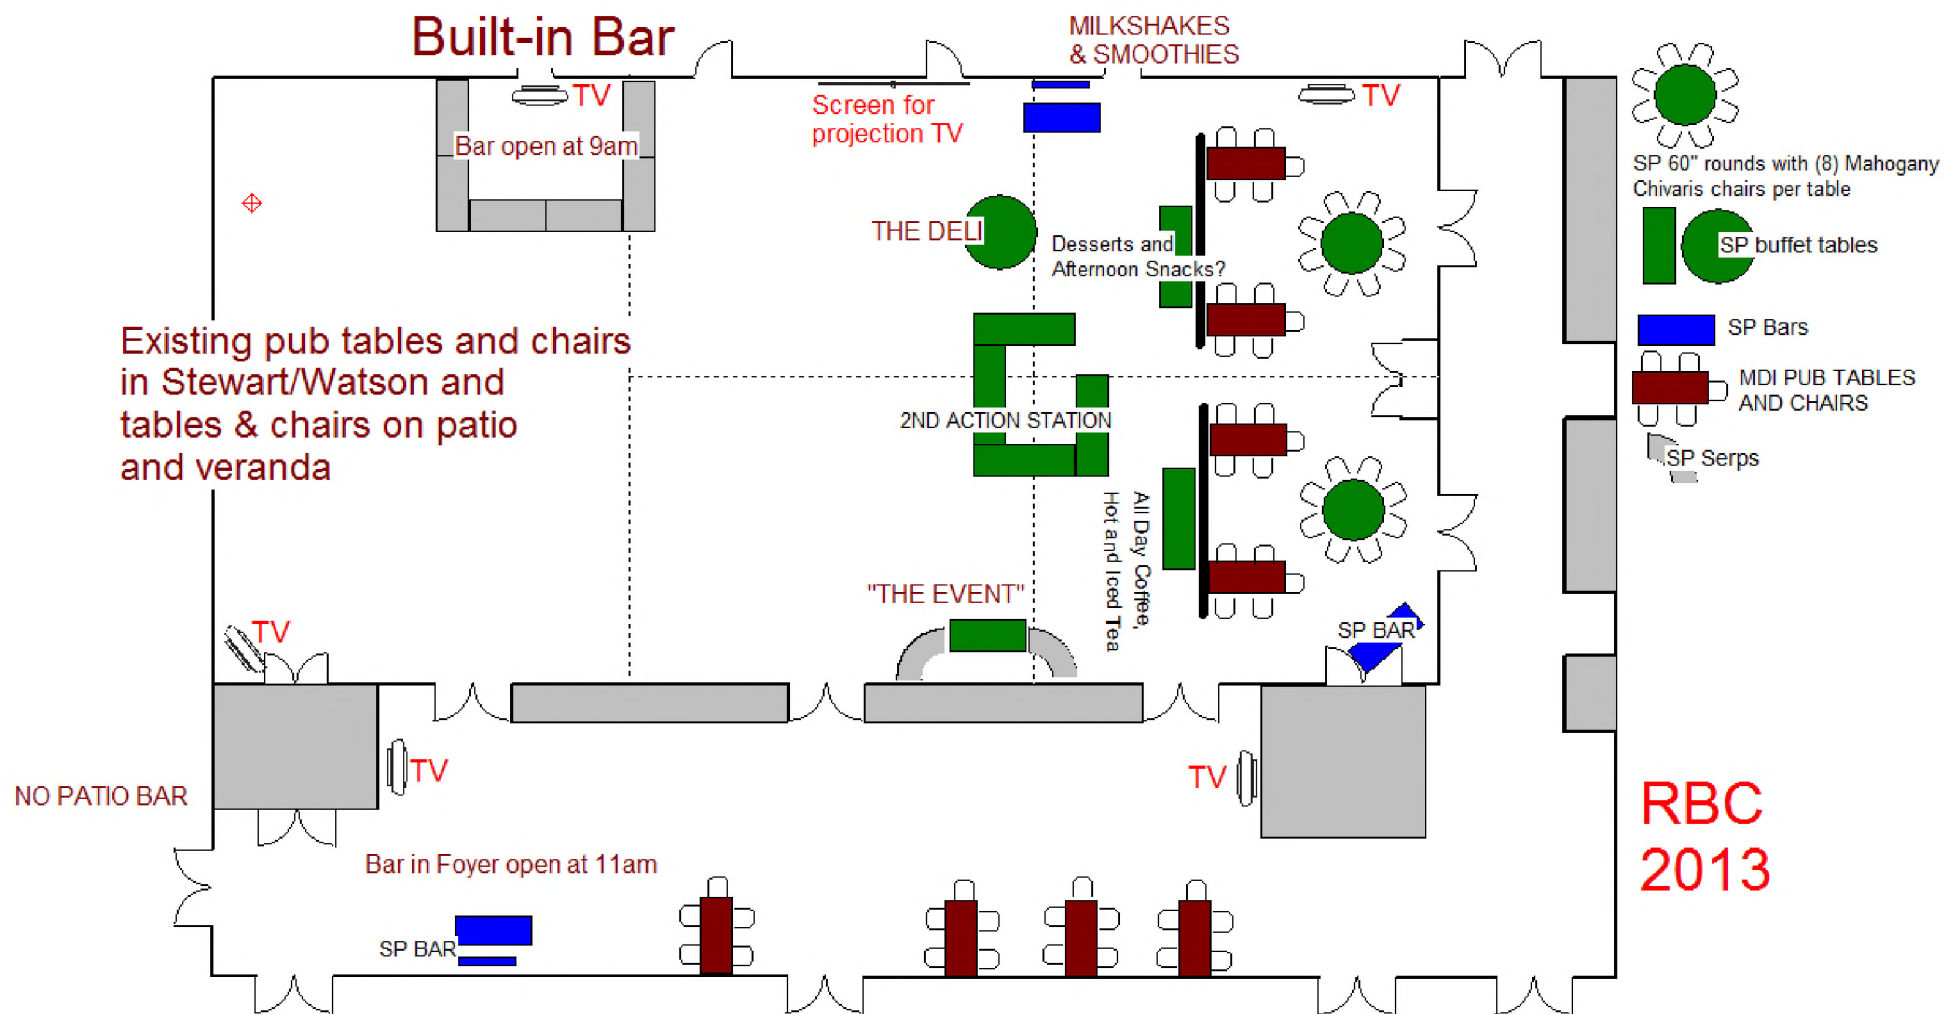 Built-in Bar
MILKSHAKES
& SMOOTHIES
TV
Screen for
projection TV
TV
Bar open at 9am
SP 60" rounds with (8) Mahogany
Chivaris chairs per table
THE DELI
Desserts and
Afternoon Snacks?
SP buffet tables
SP Bars
Existing pub tables and chairs
in Stewart/Watson and
tables & chairs on patio
and veranda
MDI PUB TABLES
AND CHAIRS
2ND ACTION STATION
SP Serps
All Day Coffee,
Hot and Iced Tea
"THE EVENT"
TV
SP BAR
TV
TV
NO PATIO BAR
RBC
2013
Bar in Foyer open at 11am
SP BAR